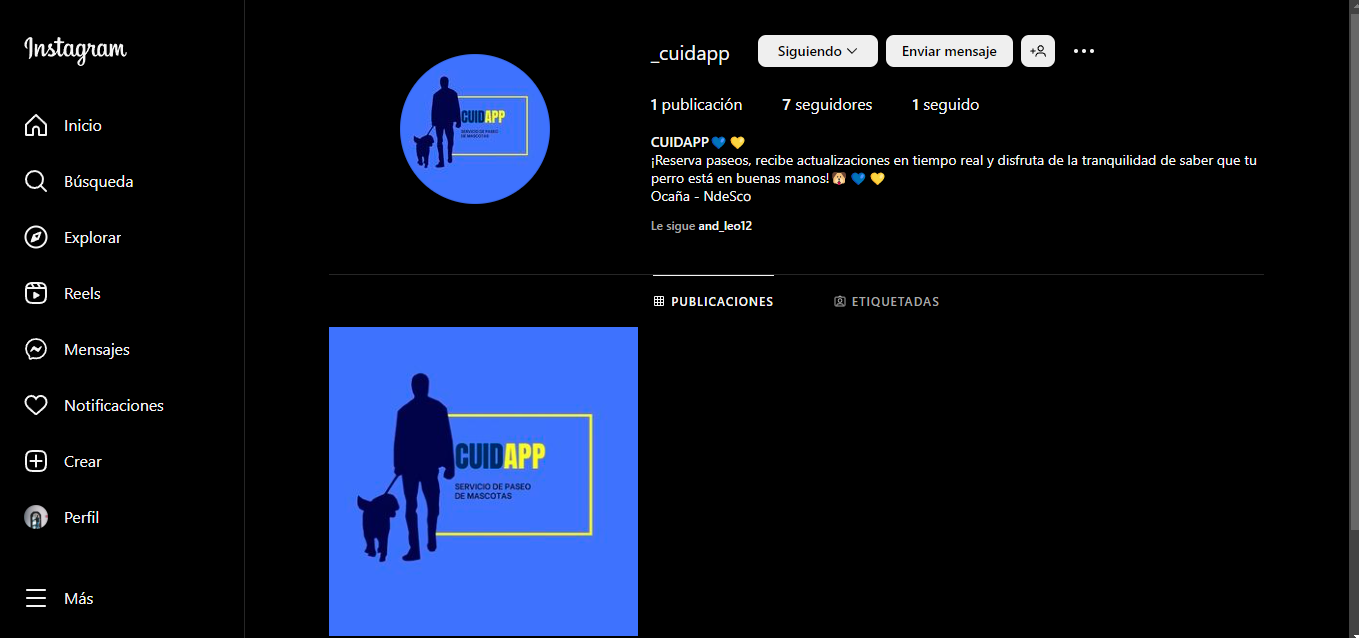 Instagram
Inicio
Búsqueda
Explorar
Reels
Mensajes
Notificaciones
Crear
Perfil
Más
_cuidapp Siguiendo Enviar mensaje
1 publicación 7 seguidores 1 seguido
CUIDAPP💙 💛
¡Reserva paseos, recibe actualizaciones en tiempo real y disfruta de la tranquilidad de saber que tu
perro está en buenas manos!🐶 💙 💛
Ocaña - NdeSco
Le sigue and_leo12
CUIDAPP
SERVICIO DE PASEO
DE MASCOTAS
PUBLICACIONES ETIQUETADAS
CUIDAPP
SERVICIO DE PASEO
DE MASCOTAS